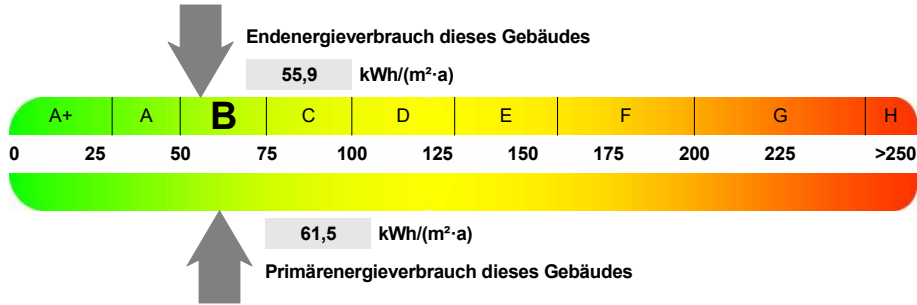 Endenergieverbrauch dieses Gebäudes
55,9 kWh/(m²·a)
A+ A B C D E F G H
0 25 50 75 100 125 150 175 200 225 >250
61,5 kWh/(m²·a)
Primärenergieverbrauch dieses Gebäudes